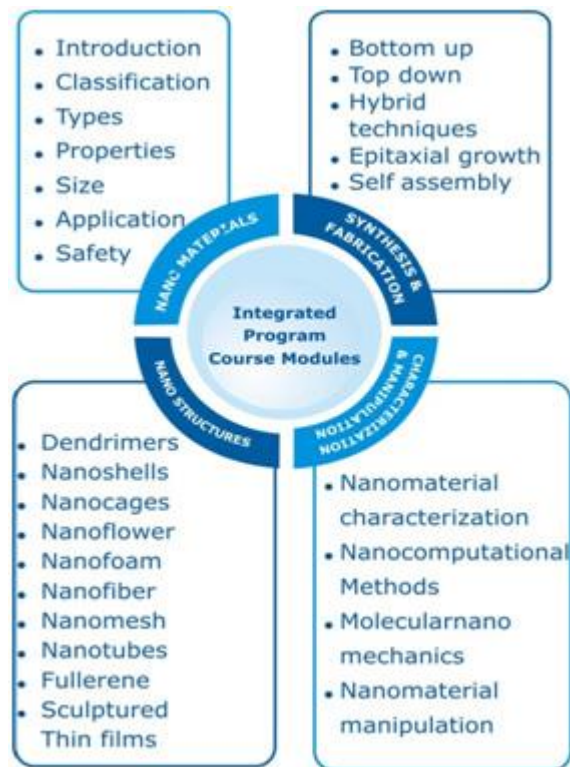 Introduction
Classification
Types
Properties
Size
Application
Safety
Bottom up
Top down
Hybrid
techniques
Epitaxial growth
Self assembly
NANO MATERIALS
SYNTHESIS &
FABRICATION
Integrated
Program
Course Modules
NANO STRUCTURES
CHARACTERIZATION
& MANIPULATION
Dendrimers
Nanoshells
Nanocages
Nanoflower
Nanofoam
Nanofiber
Nanomesh
Nanotubes
Fullerene
Sculptured
Thin films
Nanomaterial
characterization
Nanocomputational
Methods
Molecularnano
mechanics
Nanomaterial
manipulation